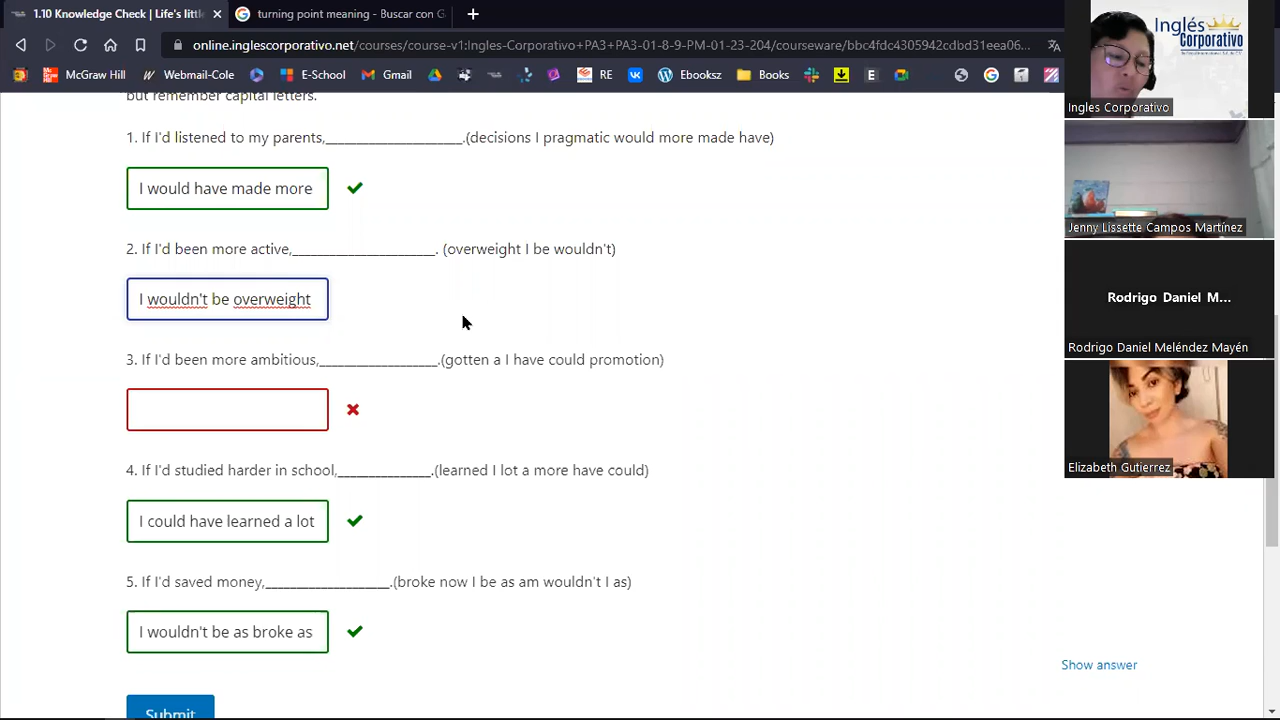 1.10 Knowledge Check | Life's littl
turning point meaning - Buscar con G
online.inglescorporativo.net/courses/course-v1:Ingles-Corporativo+PA3+PA3-01-8-9-PM-01-23-204/courseware/bbc4fdc4305942cdbd31eea06...
McGraw Hill
Webmail-Cole
E-School
Gmail
RE
Ebooksz
Books
but remember capital letters.
1. If I'd listened to my parents,____________________.(decisions I pragmatic would more made have)
I would have made more
2. If I'd been more active,_____________________. (overweight I be wouldn't)
I wouldn't be overweight
3. If I'd been more ambitious,_________________.(gotten a I have could promotion)
4. If I'd studied harder in school,______________.(learned I lot a more have could)
I could have learned a lot
5. If I'd saved money,__________________.(broke now I be as am wouldn't I as)
I wouldn't be as broke as
Show answer
Submit
Inglés
Corporativo
Ingles Corporativo
Jenny Lissette Campos Martínez
Rodrigo Daniel M...
Rodrigo Daniel Meléndez Mayén
Elizabeth Gutierrez